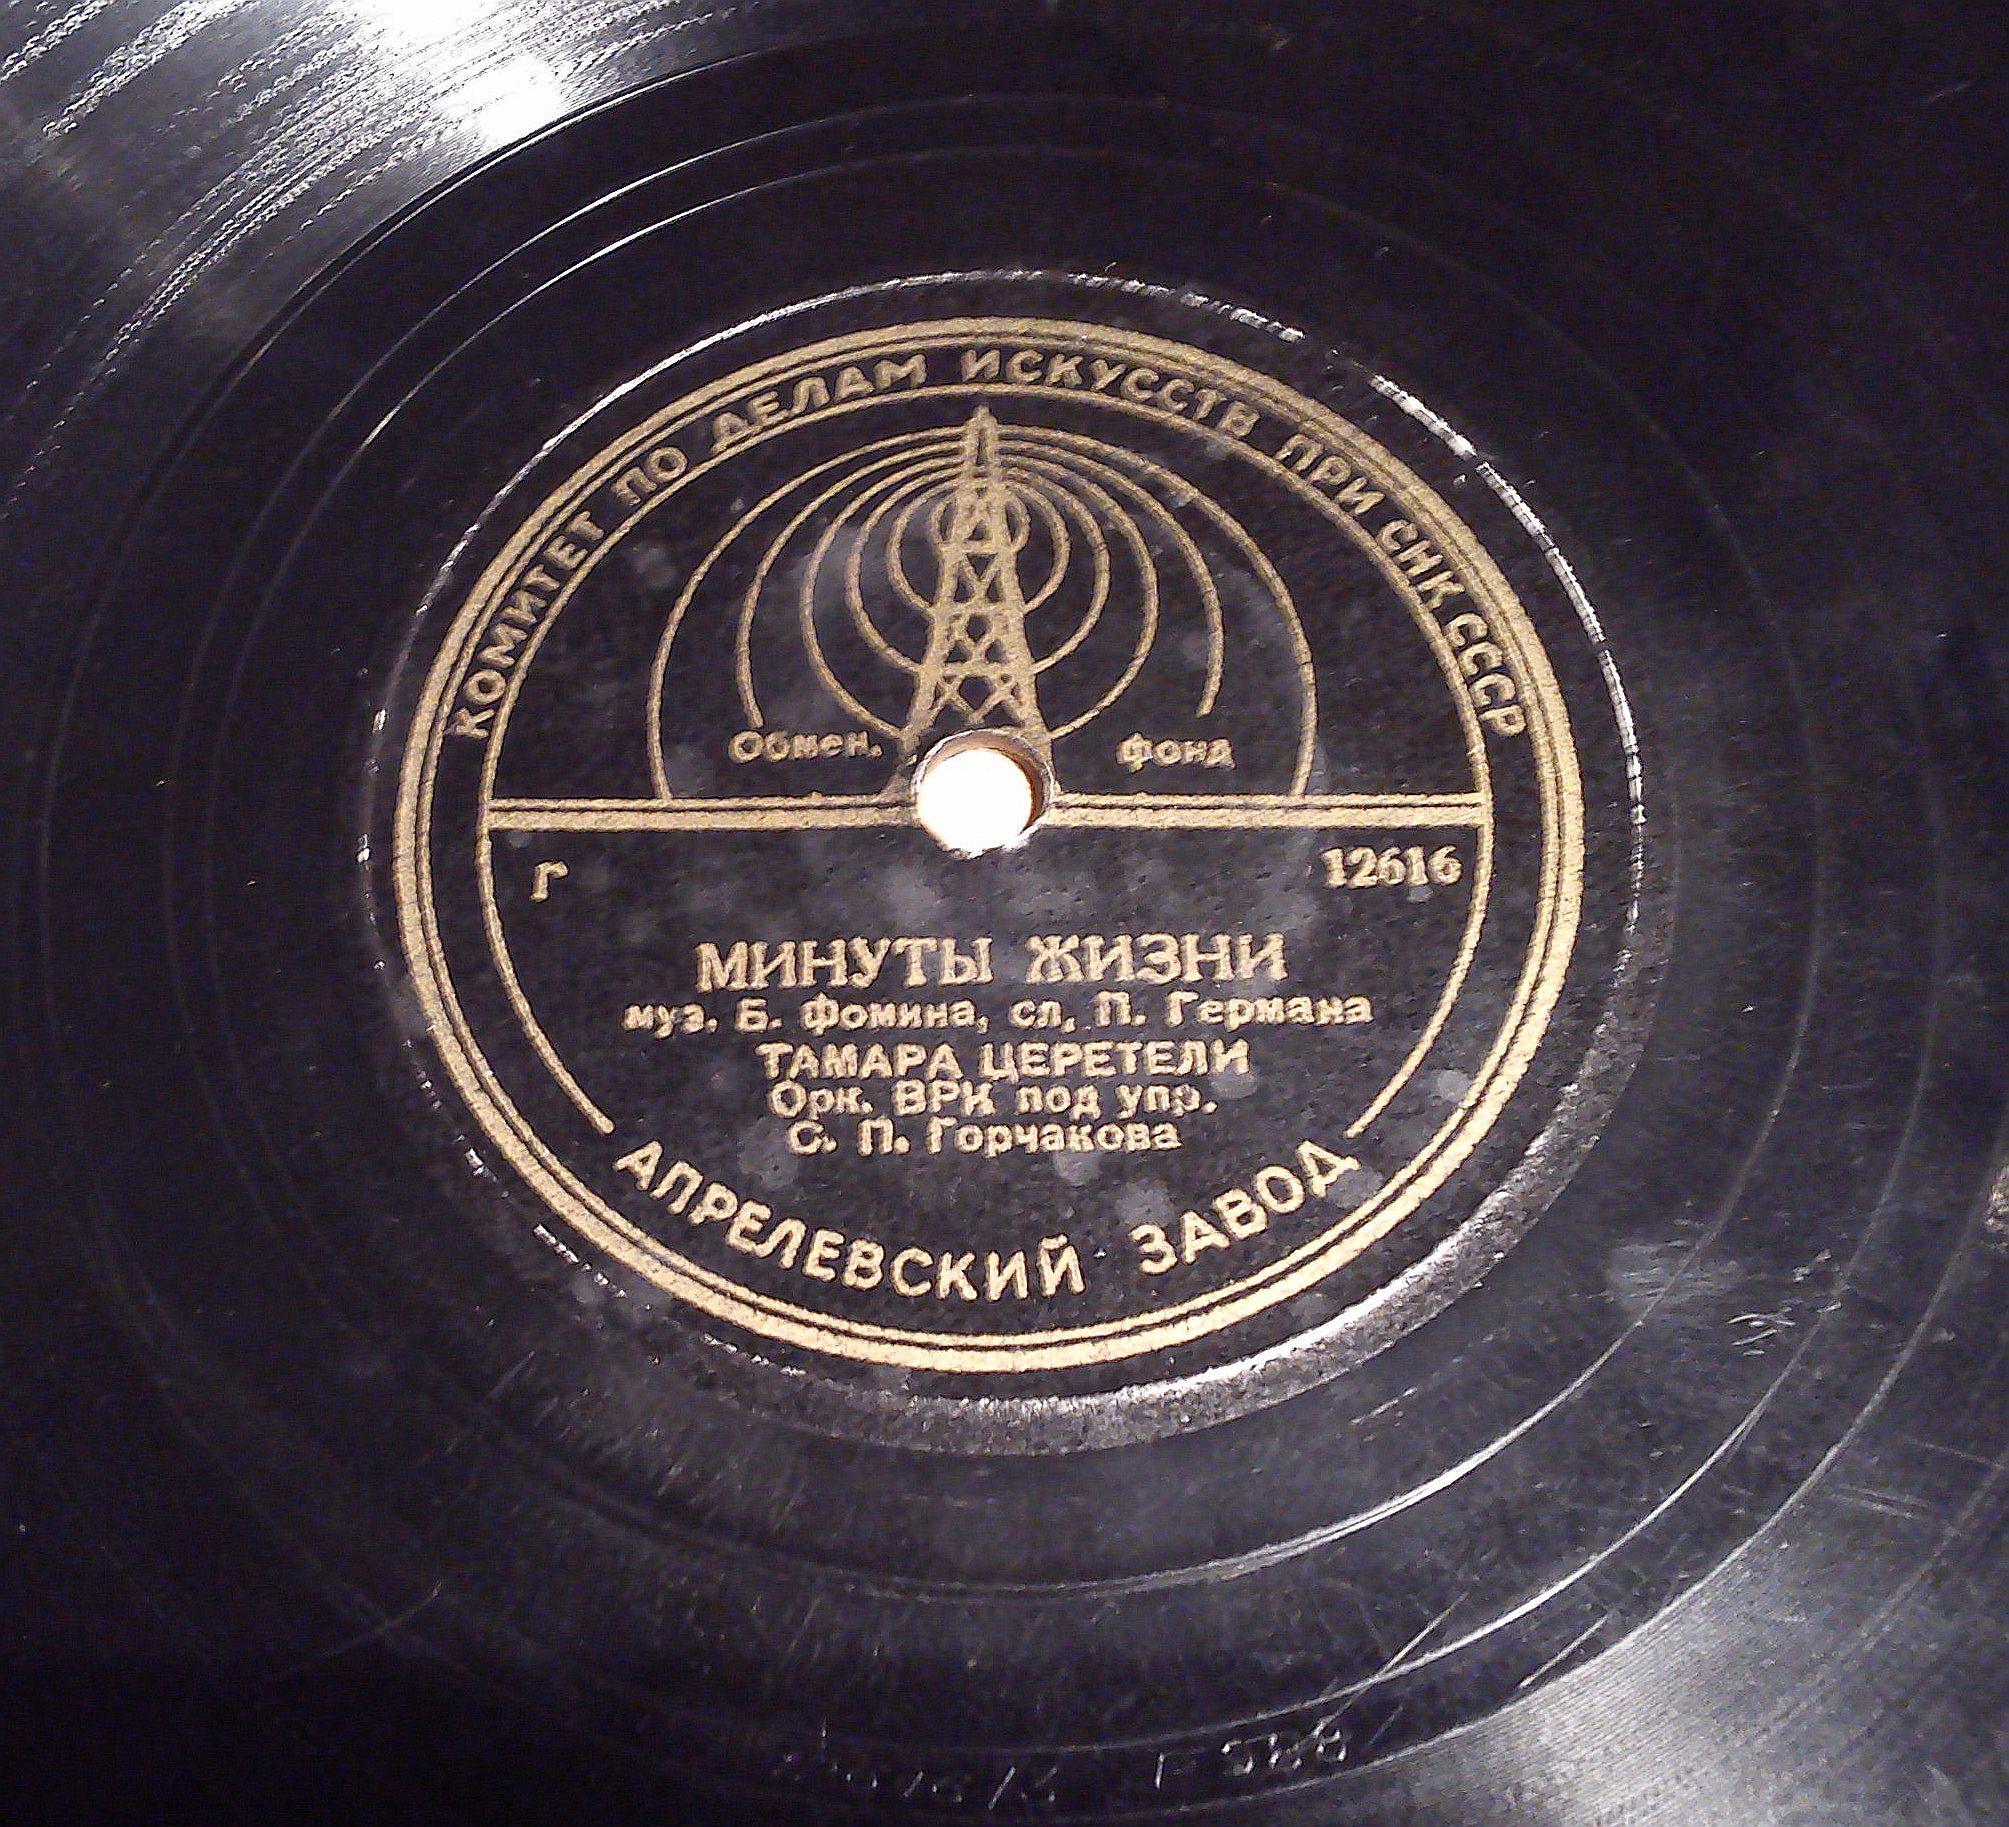 КОМИТЕТ ПО ДЕЛАМ ИСКУССТВ ПРИ СНК СССР
Обмен. фонд
Г 12616
МИНУТЫ ЖИЗНИ
муз. Б. Фомина, сл. П. Германа
ТАМАРА ЦЕРЕТЕЛИ
Орк. ВРК под упр.
С. П. Горчакова
АПРЕЛЕВСКИЙ ЗАВОД